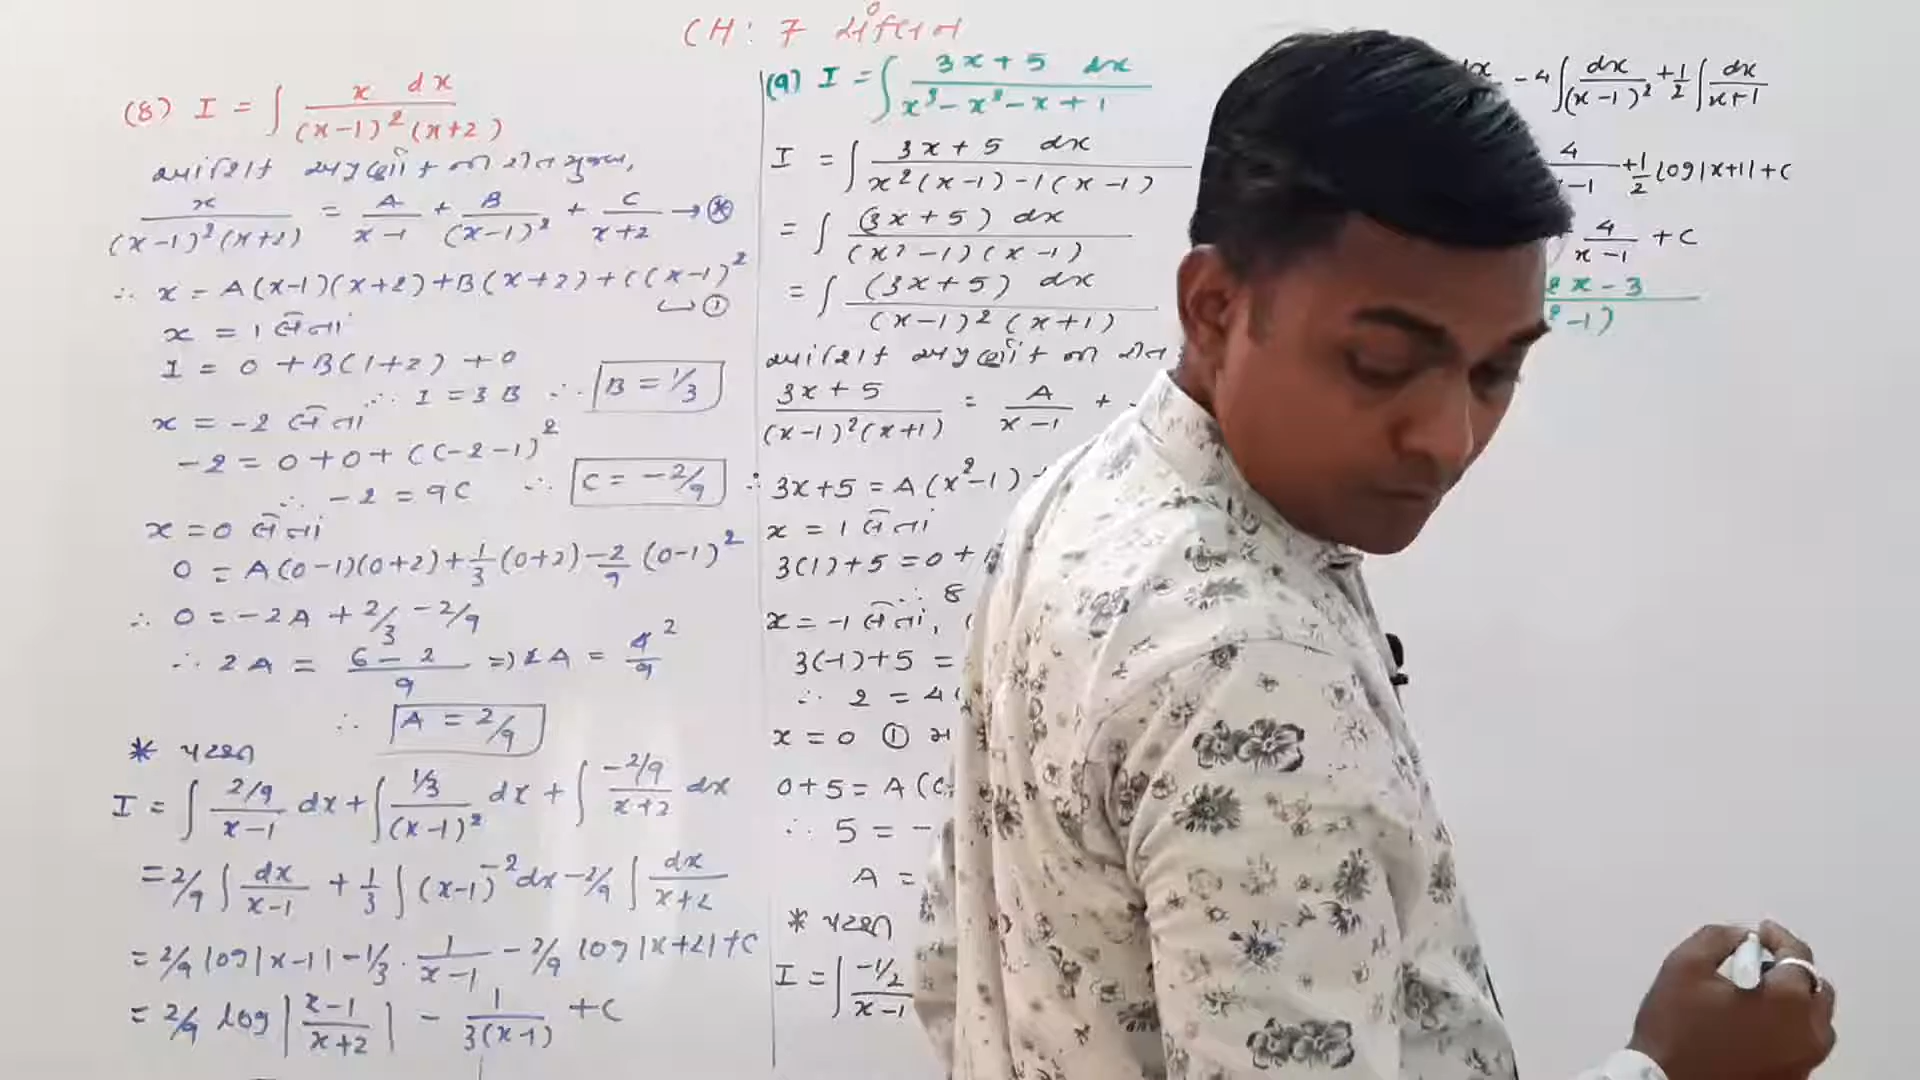 CH: 7 સંકલન
(8) I = ∫ x dx / (x-1)² (x+2)
આંશિક અપૂર્ણાંક ની રીત મુજબ,
x / (x-1)² (x+2) = A / x-1 + B / (x-1)² + C / x+2 → ⊛
∴ x = A(x-1)(x+2) + B(x+2) + C(x-1)²
↳ ①
x = 1 લેતાં
1 = 0 + B(1+2) + 0
∴ 1 = 3B ∴ B = 1/3
x = -2 લેતાં
-2 = 0+0+ C(-2-1)²
∴ -2 = 9C ∴ C = -2/9
x = 0 લેતાં
0 = A(0-1)(0+2) + 1/3 (0+2) - 2/9 (0-1)²
∴ 0 = -2A + 2/3 - 2/9
∴ 2A = 6-2 / 9 => 2A = 4/9 2
∴ A = 2/9
* પરથી
I = ∫ 2/9 / x-1 dx + ∫ 1/3 / (x-1)² dx + ∫ -2/9 / x+2 dx
= 2/9 ∫ dx / x-1 + 1/3 ∫ (x-1)⁻² dx - 2/9 ∫ dx / x+2
= 2/9 log|x-1| - 1/3 · 1 / x-1 - 2/9 log|x+2| + C
= 2/9 log | x-1 / x+2 | - 1 / 3(x-1) + C
(9) I = ∫ 3x+5 dx / x³-x²-x+1
I = ∫ 3x+5 dx / x²(x-1)-1(x-1)
= ∫ (3x+5) dx / (x²-1)(x-1)
= ∫ (3x+5) dx / (x-1)² (x+1)
આંશિક અપૂર્ણાંક ની રીત
3x+5 / (x-1)²(x+1) = A / x-1 +
∴ 3x+5 = A(x²-1)
x = 1 લેતાં
3(1)+5 = 0 +
∴ 8
x = -1 લેતાં,
3(-1)+5 =
∴ 2 = 4
x = 0 ①
0+5 = A(
∴ 5 = -
A =
* પરથી
I = ∫ -1/2 / x-1
dx - 4 ∫ dx / (x-1)² + 1/2 ∫ dx / x+1
4 / x-1 + 1/2 log|x+1| + C
4 / x-1 + C
x-3
-1)